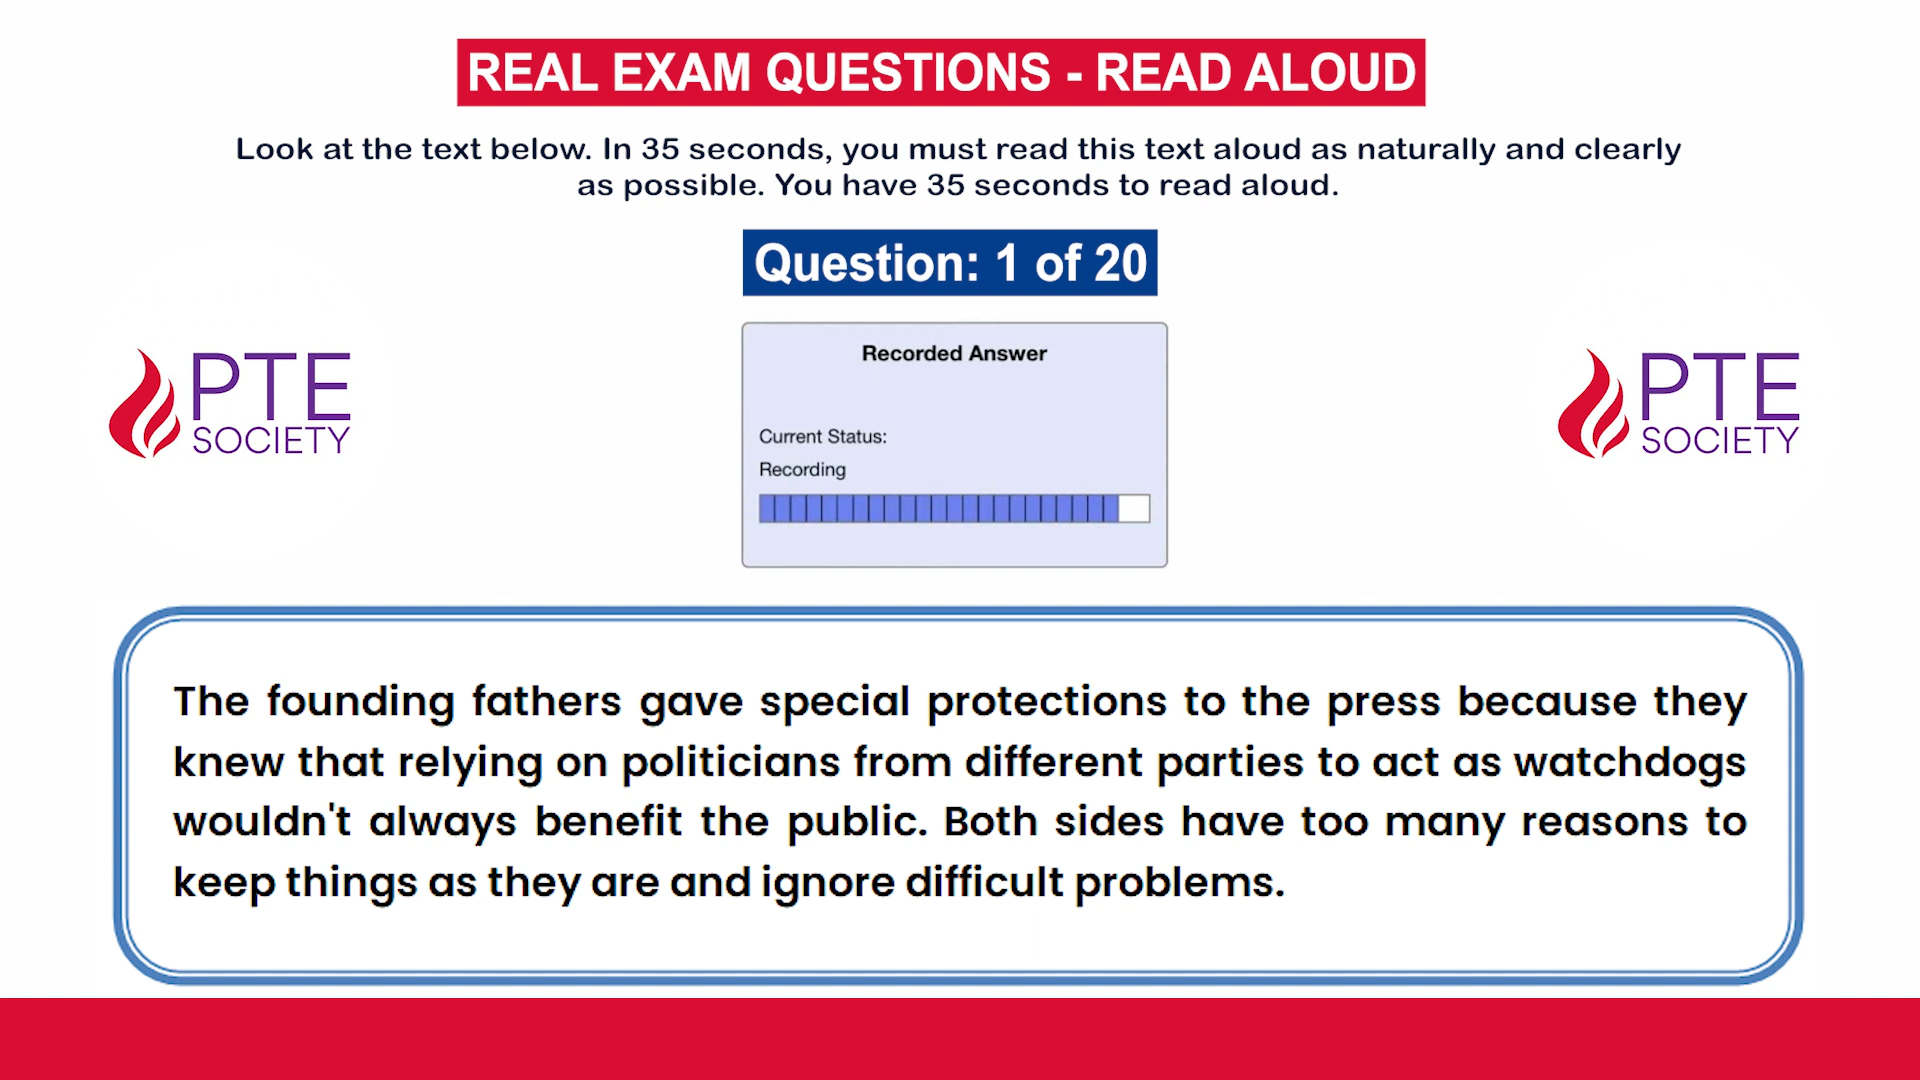 REAL EXAM QUESTIONS - READ ALOUD
Look at the text below. In 35 seconds, you must read this text aloud as naturally and clearly
as possible. You have 35 seconds to read aloud.
Question: 1 of 20
Recorded Answer
PTE
SOCIETY
Current Status:
Recording
PTE
SOCIETY
The founding fathers gave special protections to the press because they
knew that relying on politicians from different parties to act as watchdogs
wouldn't always benefit the public. Both sides have too many reasons to
keep things as they are and ignore difficult problems.